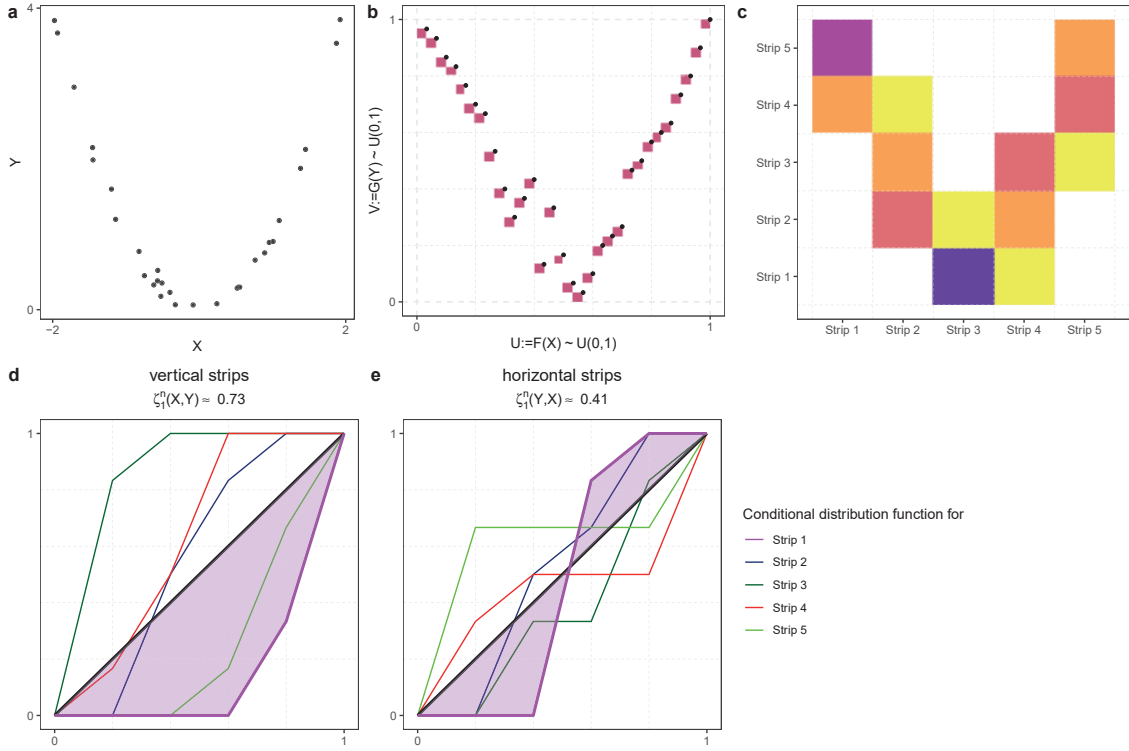 a
4
Y
0
−2
2
X
b
1
V:=G(Y) ~ U(0,1)
0
0
1
U:=F(X) ~ U(0,1)
c
Strip 5
Strip 4
Strip 3
Strip 2
Strip 1
Strip 1
Strip 2
Strip 3
Strip 4
Strip 5
d
vertical strips
ζ₁ⁿ(X,Y) ≈ 0.73
1
0
0
1
e
horizontal strips
ζ₁ⁿ(Y,X) ≈ 0.41
1
0
0
1
Conditional distribution function for
Strip 1
Strip 2
Strip 3
Strip 4
Strip 5